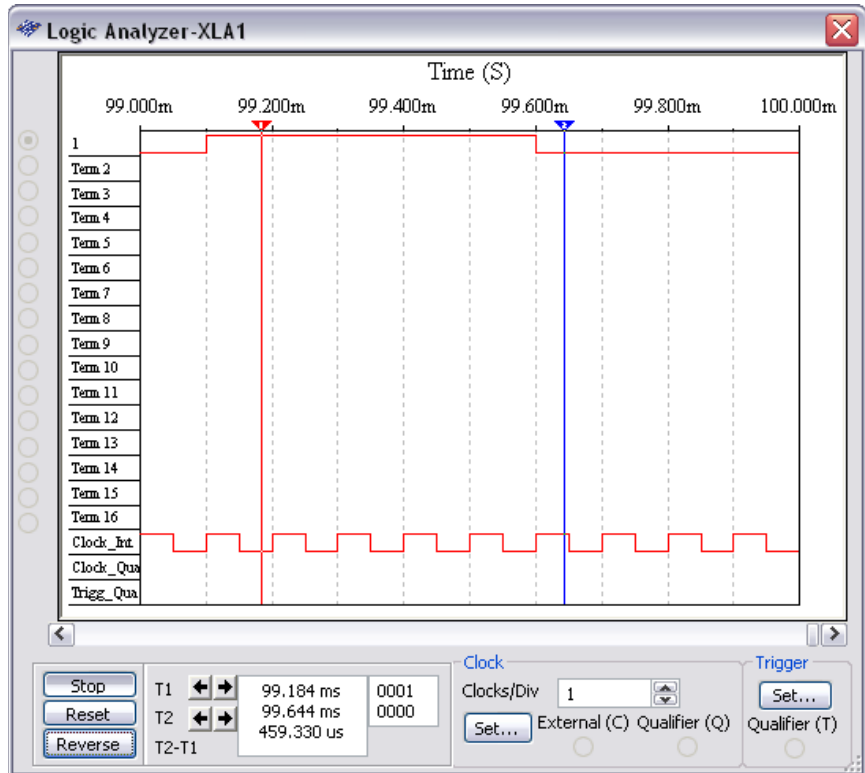 Logic Analyzer-XLA1
Time (S)
99.000m 99.200m 99.400m 99.600m 99.800m 100.000m
1 2
1
Term 2
Term 3
Term 4
Term 5
Term 6
Term 7
Term 8
Term 9
Term 10
Term 11
Term 12
Term 13
Term 14
Term 15
Term 16
Clock_Int
Clock_Qua
Trigg_Qua
Stop
Reset
Reverse
T1 99.184 ms 0001
T2 99.644 ms 0000
T2-T1 459.330 us
Clock
Clocks/Div 1
Set... External (C) Qualifier (Q)
Trigger
Set...
Qualifier (T)